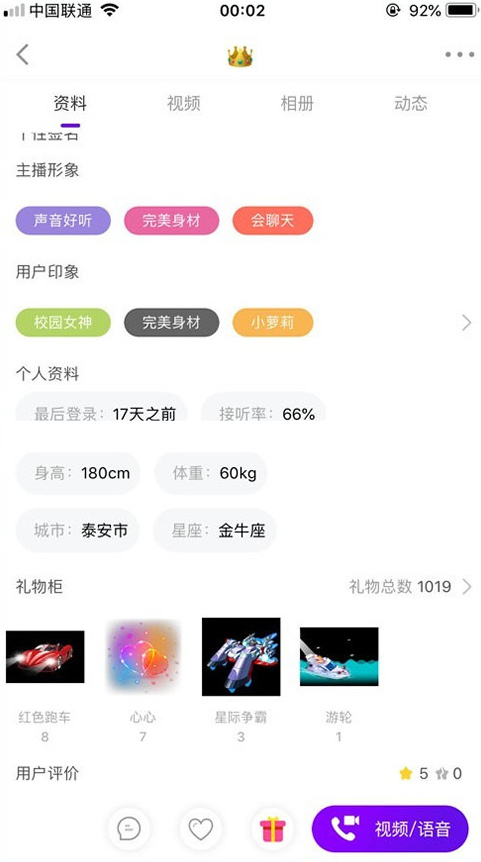 中国联通 00:02 92%
资料 视频 相册 动态
个性签名
主播形象
声音好听 完美身材 会聊天
用户印象
校园女神 完美身材 小萝莉
个人资料
最后登录：17天之前 接听率：66%
身高：180cm 体重：60kg
城市：泰安市 星座：金牛座
礼物柜 礼物总数 1019
红色跑车 心心 星际争霸 游轮
8 7 3 1
用户评价 5 0
视频/语音